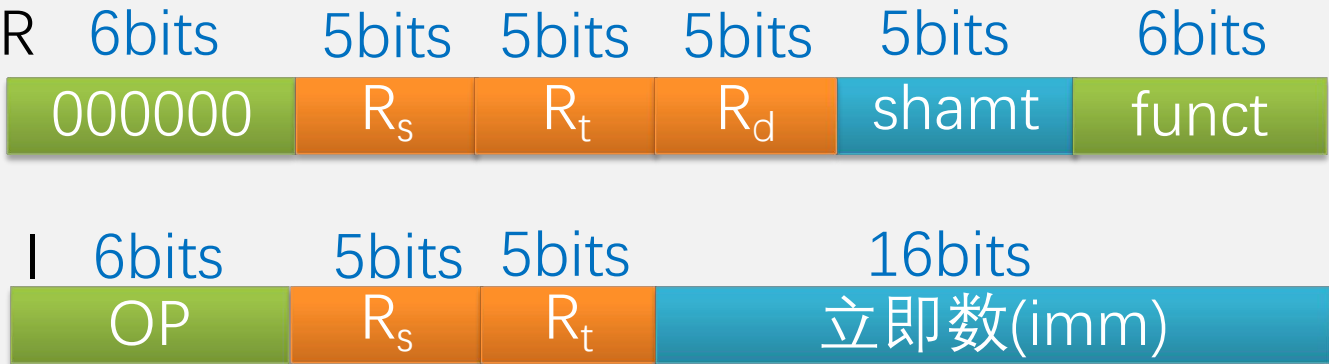 R 6bits 5bits 5bits 5bits 5bits 6bits
000000 Rs Rt Rd shamt funct
I 6bits 5bits 5bits 16bits
OP Rs Rt 立即数(imm)